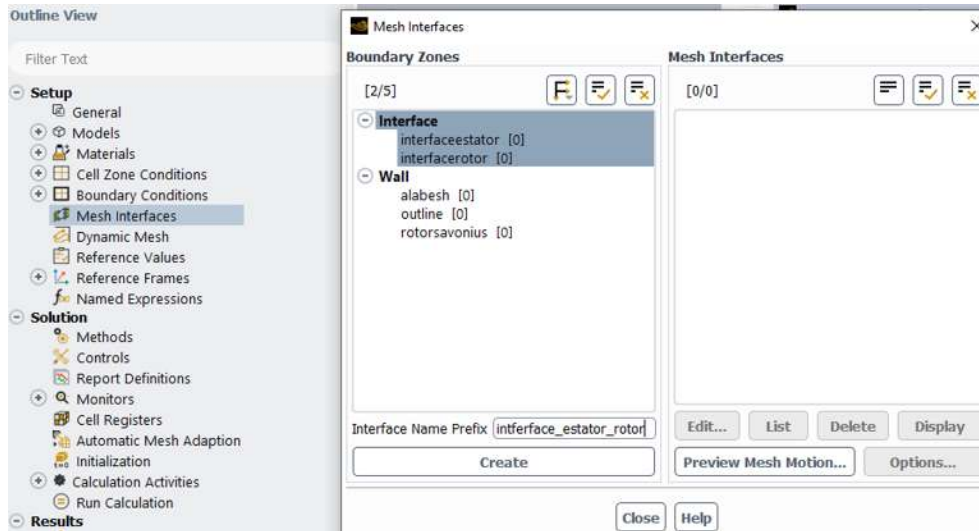 Outline View
Filter Text
Setup
General
Models
Materials
Cell Zone Conditions
Boundary Conditions
Mesh Interfaces
Dynamic Mesh
Reference Values
Reference Frames
Named Expressions
Solution
Methods
Controls
Report Definitions
Monitors
Cell Registers
Automatic Mesh Adaption
Initialization
Calculation Activities
Run Calculation
Results
Mesh Interfaces
Boundary Zones
[2/5]
Interface
interfaceestator [0]
interfacerotor [0]
Wall
alabesh [0]
outline [0]
rotorsavonius [0]
Interface Name Prefix intferface_estator_rotor
Create
Mesh Interfaces
[0/0]
Edit... List Delete Display
Preview Mesh Motion... Options...
Close Help